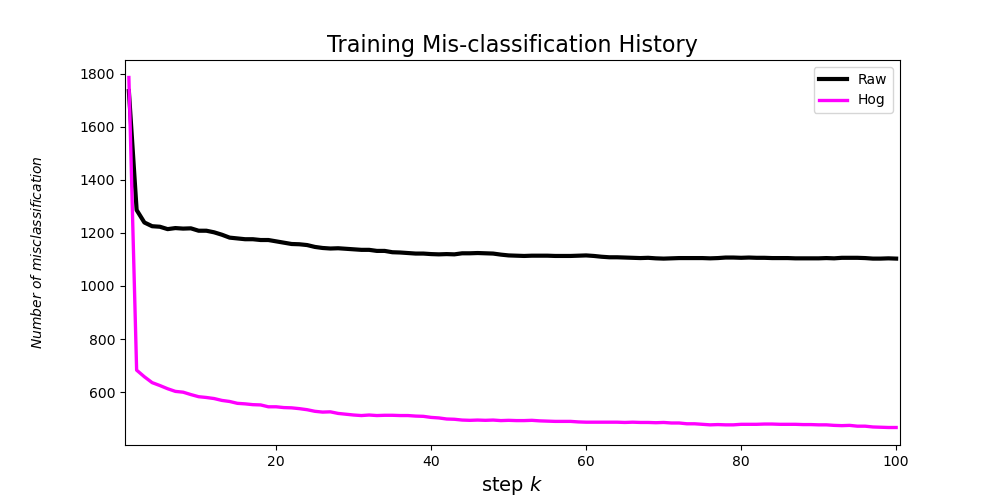 Training Mis-classification History
Raw
Hog
Number of misclassification
1800
1600
1400
1200
1000
800
600
20 40 60 80 100
step k